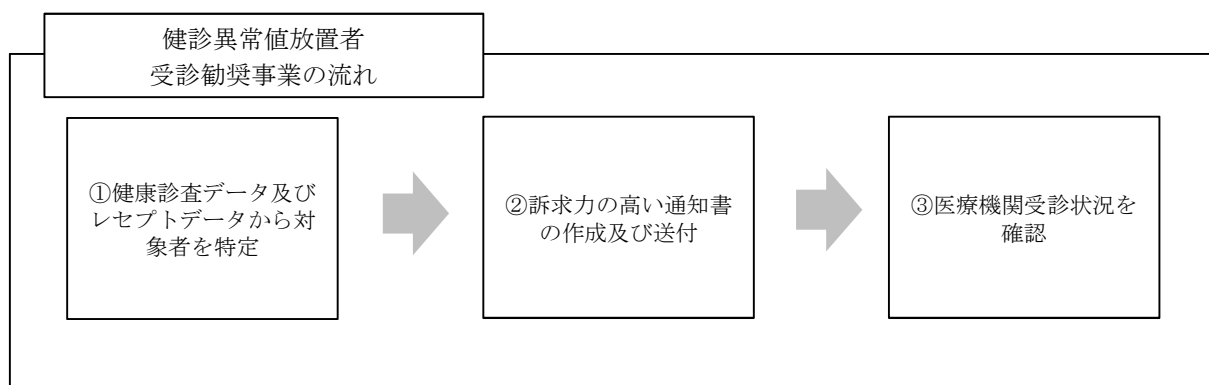 健診異常値放置者
受診勧奨事業の流れ
①健康診査データ及び
レセプトデータから対
象者を特定
②訴求力の高い通知書
の作成及び送付
③医療機関受診状況を
確認